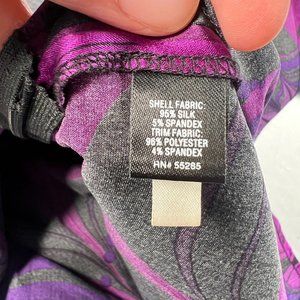 SHELL FABRIC:
95% SILK
5% SPANDEX
TRIM FABRIC:
96% POLYESTER
4% SPANDEX
RN# 55285